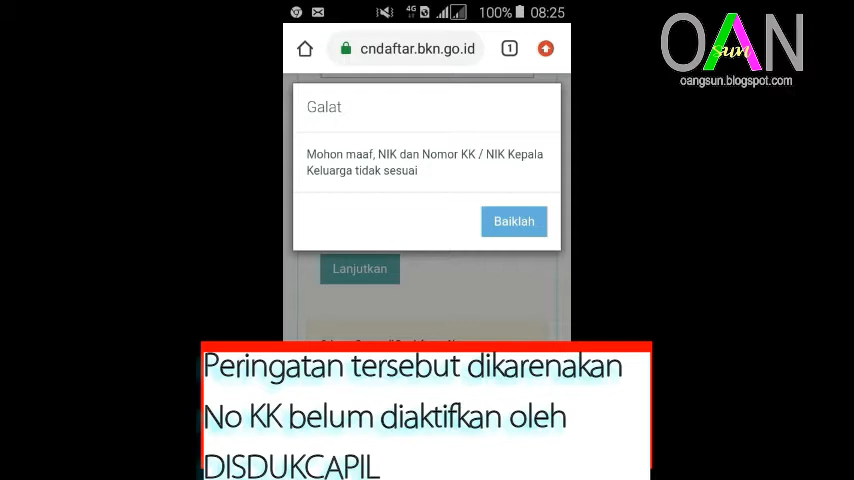 4G
100%
08:25
cndaftar.bkn.go.id
1
OAN
sun
oangsun.blogspot.com
Galat
Mohon maaf, NIK dan Nomor KK / NIK Kepala
Keluarga tidak sesuai
Baiklah
Lanjutkan
Peringatan tersebut dikarenakan
No KK belum diaktifkan oleh
DISDUKCAPIL